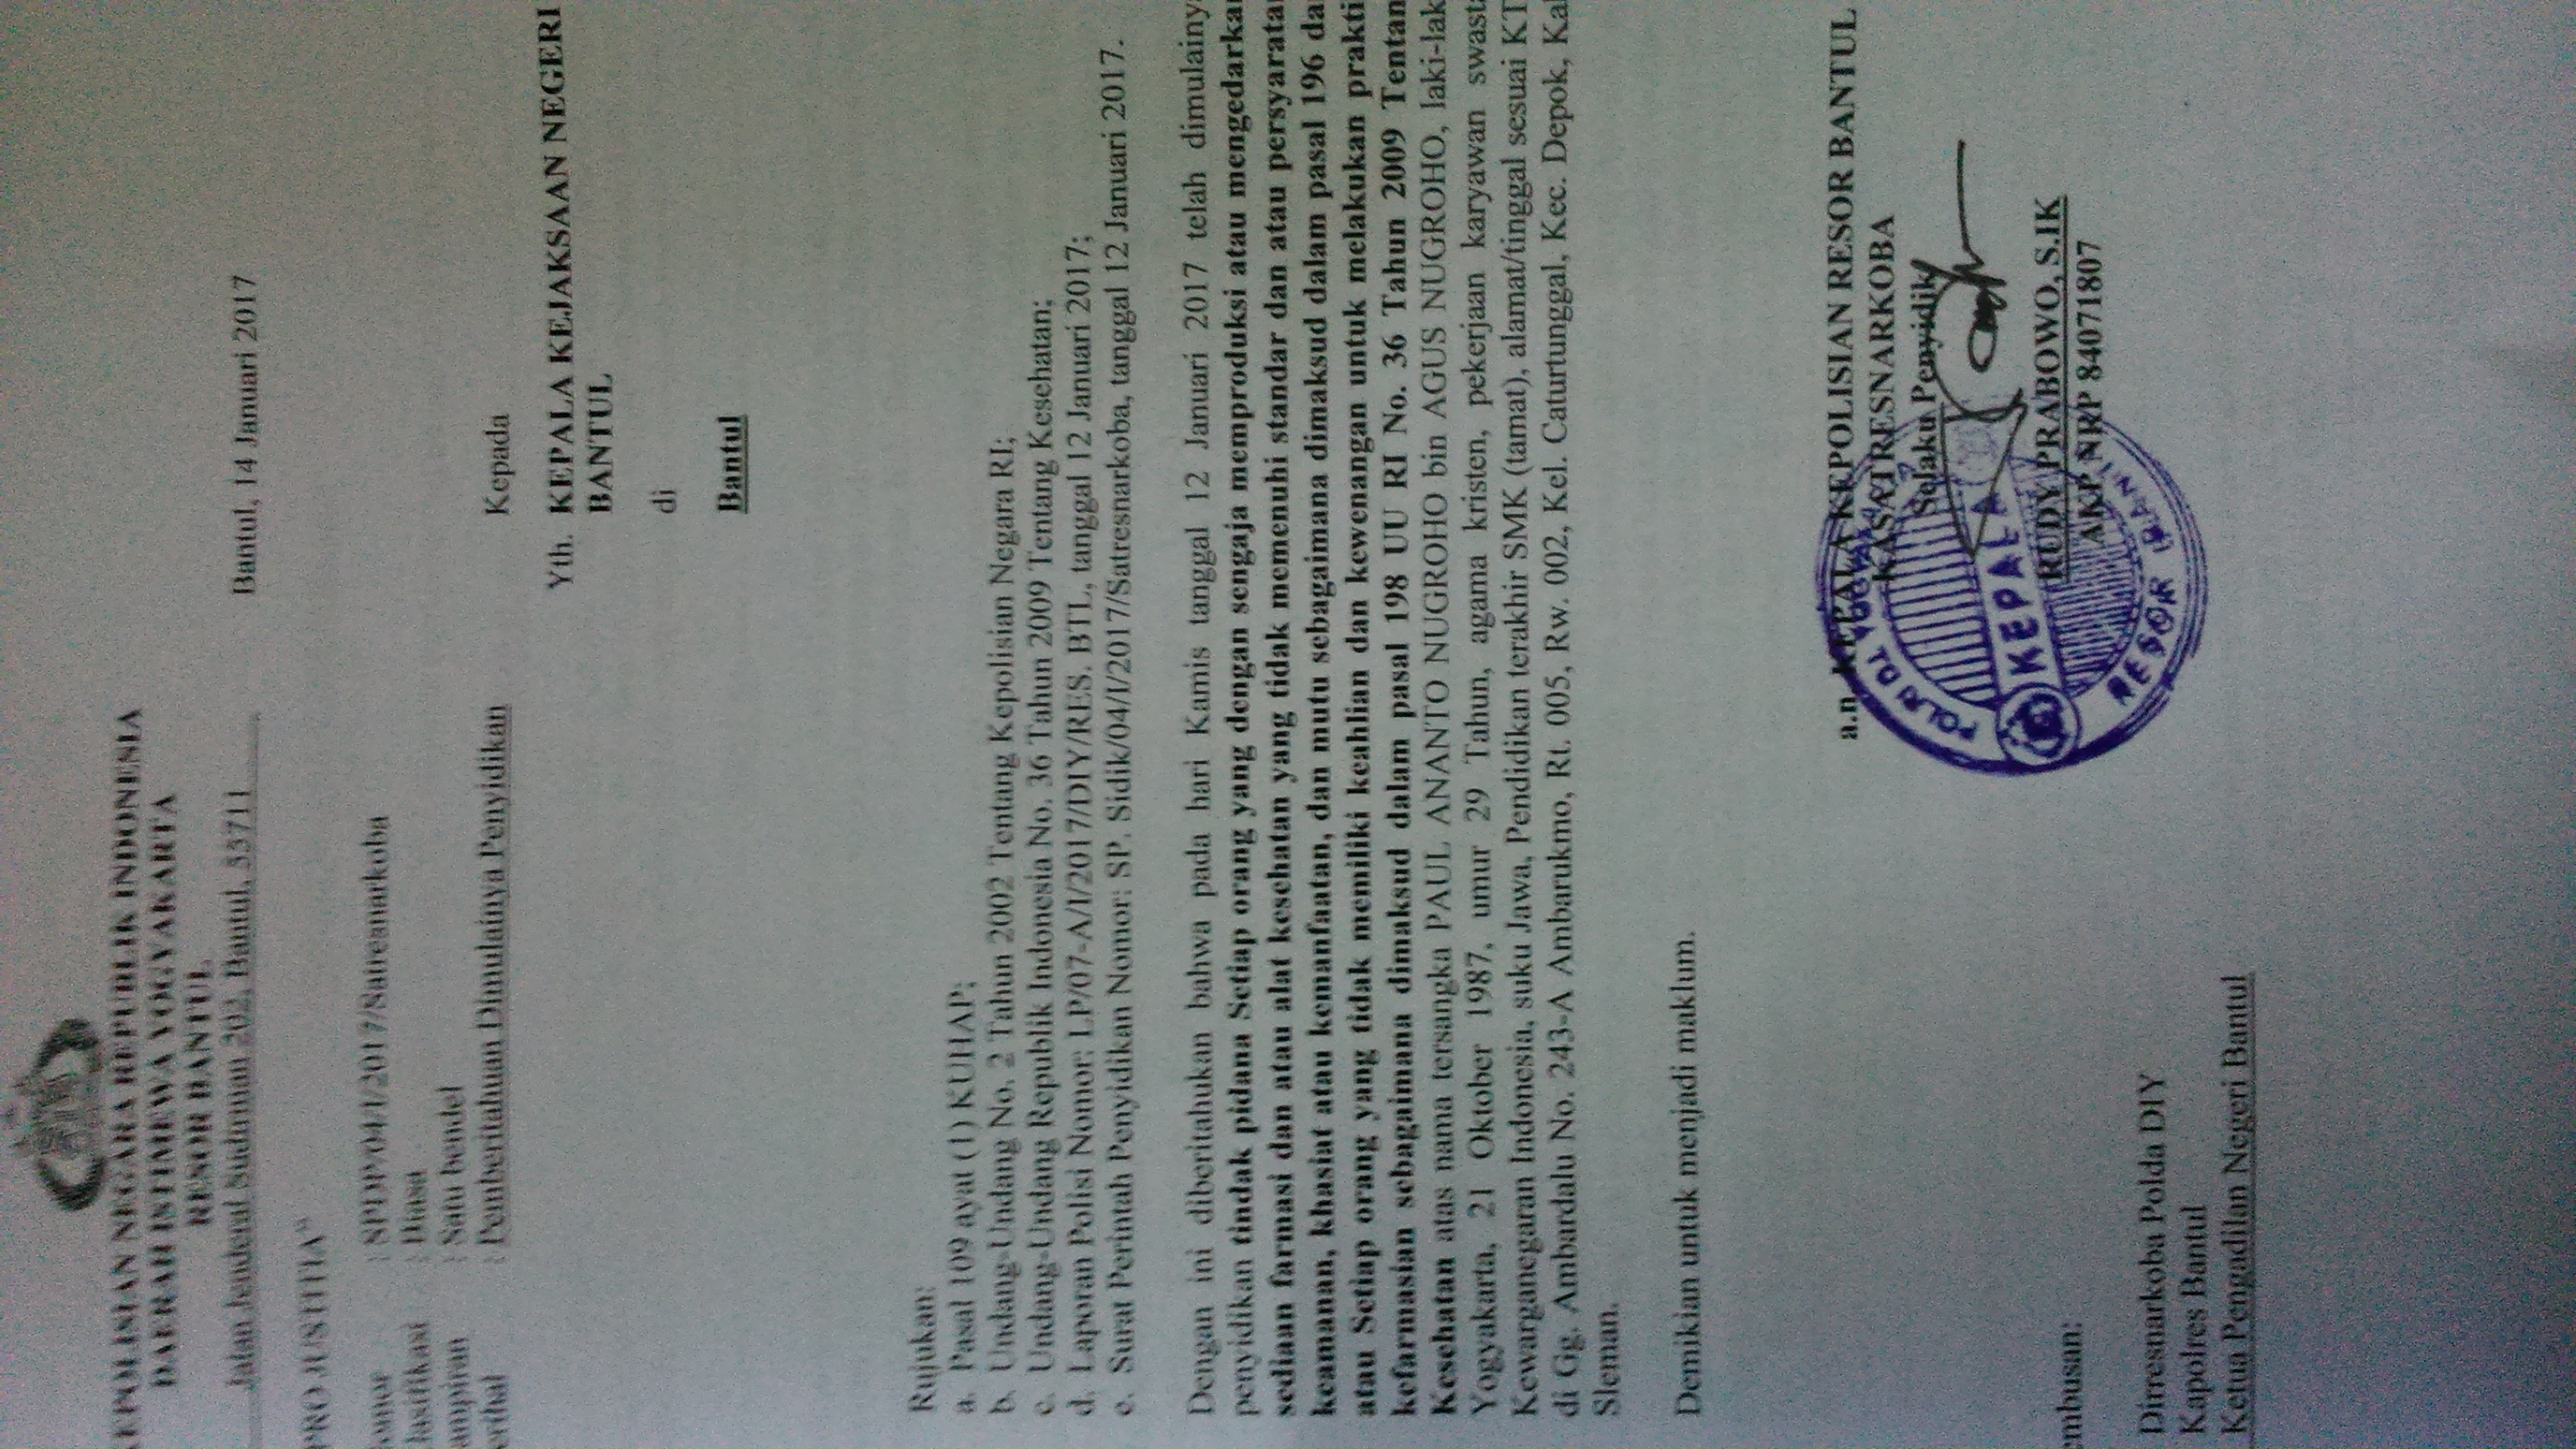 EPOLISIAN NEGARA REPUBLIK INDONESIA
DAERAH ISTIMEWA YOGYAKARTA
RESOR BANTUL
Jalan Jenderal Sudirman 202, Bantul, 55711
Bantul, 14 Januari 2017
PRO JUSTITIA"
omor : SPDP/04/I/2017/Satresnarkoba
lasifikasi : Biasa
ampiran : Satu bendel
erihal : Pemberitahuan Dimulainya Penyidikan
Kepada
Yth. KEPALA KEJAKSAAN NEGERI
BANTUL
di
Bantul
Rujukan:
a. Pasal 109 ayat (1) KUHAP;
b. Undang-Undang No. 2 Tahun 2002 Tentang Kepolisian Negara RI;
c. Undang-Undang Republik Indonesia No. 36 Tahun 2009 Tentang Kesehatan;
d. Laporan Polisi Nomor: LP/07-A/I/2017/DIY/RES. BTL, tanggal 12 Januari 2017;
e. Surat Perintah Penyidikan Nomor: SP. Sidik/04/I/2017/Satresnarkoba, tanggal 12 Januari 2017.
Dengan ini diberitahukan bahwa pada hari Kamis tanggal 12 Januari 2017 telah dimulainy
penyidikan tindak pidana Setiap orang yang dengan sengaja memproduksi atau mengedarka
sediaan farmasi dan atau alat kesehatan yang tidak memenuhi standar dan atau persyarata
keamanan, khasiat atau kemanfaatan, dan mutu sebagaimana dimaksud dalam pasal 196 da
atau Setiap orang yang tidak memiliki keahlian dan kewenangan untuk melakukan prakti
kefarmasian sebagaimana dimaksud dalam pasal 198 UU RI No. 36 Tahun 2009 Tentan
Kesehatan atas nama tersangka PAUL ANANTO NUGROHO bin AGUS NUGROHO, laki-lak
Yogyakarta, 21 Oktober 1987, umur 29 Tahun, agama kristen, pekerjaan karyawan swast
Kewarganegaran Indonesia, suku Jawa, Pendidikan terakhir SMK (tamat), alamat/tinggal sesuai KT
di Gg. Ambardalu No. 243-A Ambarukmo, Rt. 005, Rw. 002, Kel. Caturtunggal, Kec. Depok, Ka
Sleman.
Demikian untuk menjadi maklum.
a.n. KEPALA KEPOLISIAN RESOR BANTUL
KASATRESNARKOBA
Selaku Penyidik
KEPALA
RUDY PRABOWO, S.IK
AKP NRP 84071807
RESOR BAN
embusan:
Dirresnarkoba Polda DIY
Kapolres Bantul
Ketua Pengadilan Negeri Bantul